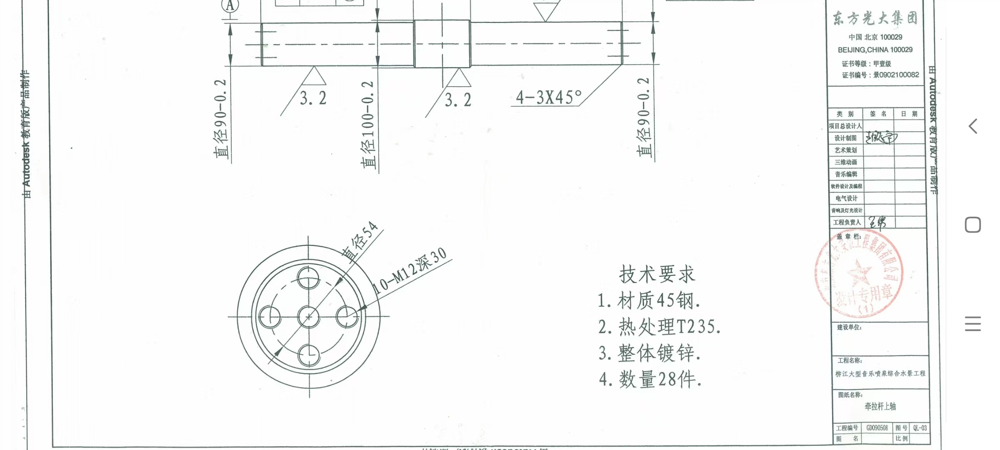 A
直径90-0.2
3.2
直径100-0.2
3.2
4-3X45°
直径90-0.2
直径54
10-M12深30
技术要求
1.材质45钢.
2.热处理T235.
3.整体镀锌.
4.数量28件.
由 Autodesk 教育版产品制作
由 Autodesk 教育版产品制作
东方光大集团
中国 北京 100029
BEIJING,CHINA 100029
证书等级：甲壹级
证书编号：景0902100082
类 别 签 名 日 期
项目总设计人
设计制图
艺术策划
三维动画
音乐编辑
软件设计及编程
电气设计
音响及灯光设计
工程负责人
盖 章 栏：
工程集团有限公司
设计专用章
(1)
建设单位：
工程名称：
柳江大型音乐喷泉综合水景工程
图纸名称：
牵拉杆上轴
工程编号 GD090508 图号 QL-03
图 名 比例